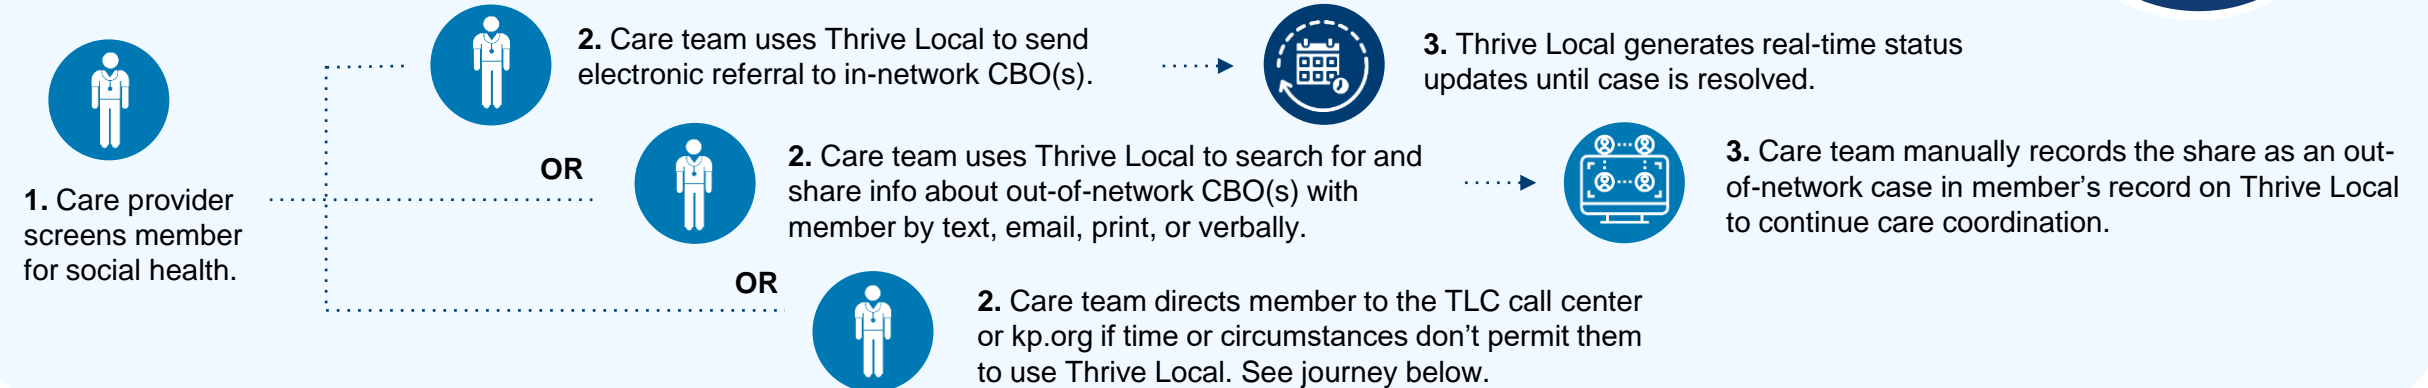 1. Care provider
screens member
for social health.
2. Care team uses Thrive Local to send
electronic referral to in-network CBO(s).
3. Thrive Local generates real-time status
updates until case is resolved.
OR
2. Care team uses Thrive Local to search for and
share info about out-of-network CBO(s) with
member by text, email, print, or verbally.
3. Care team manually records the share as an out-
of-network case in member’s record on Thrive Local
to continue care coordination.
OR
2. Care team directs member to the TLC call center
or kp.org if time or circumstances don’t permit them
to use Thrive Local. See journey below.